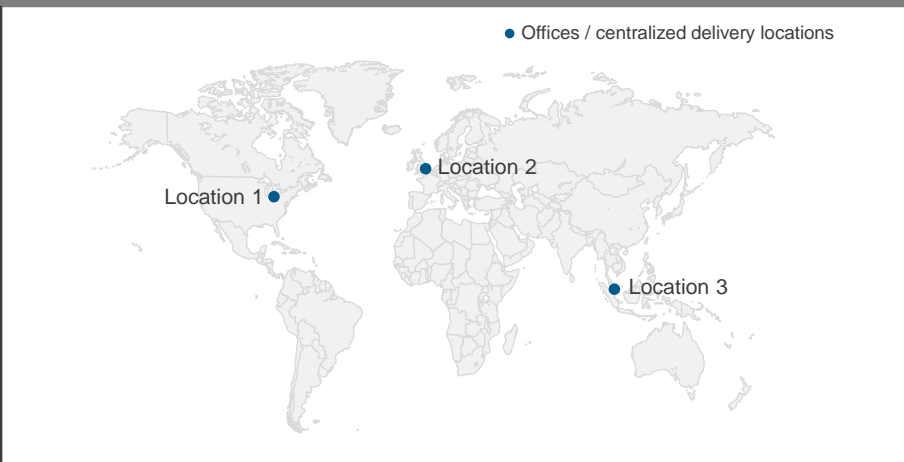 Offices / centralized delivery locations
Location 2
Location 1
Location 3